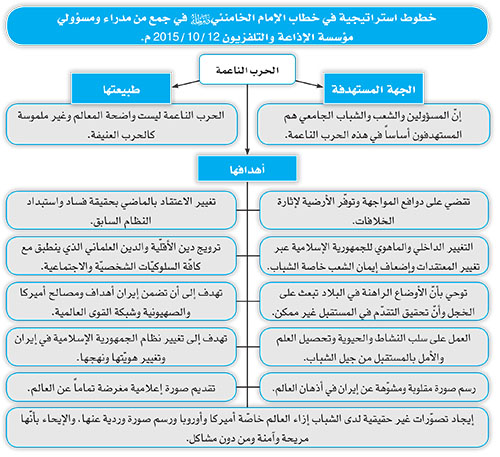 خطوط استراتيجية في خطاب الإمام الخامنئي في جمع من مدراء ومسؤولي
مؤسسة الإذاعة والتلفزيون 12/ 10/ 2015 م.
الحرب الناعمة
الجهة المستهدفة
إنّ المسؤولين والشعب والشباب الجامعي هم
المستهدفون أساساً في هذه الحرب الناعمة.
طبيعتها
الحرب الناعمة ليست واضحة المعالم وغير ملموسة
كالحرب العنيفة.
أهدافها
تقضي على دوافع المواجهة وتوفّر الأرضية لإثارة
الخلافات.
تغيير الاعتقاد بالماضي بحقيقة فساد واستبداد
النظام السابق.
التغيير الداخلي والماهوي للجمهورية الإسلامية عبر
تغيير المعتقدات وإضعاف إيمان الشعب خاصة الشباب.
ترويج دين الأقلّية والدين العلماني الذي ينطبق مع
كافّة السلوكيّات الشخصيّة والاجتماعية.
توحي بأنّ الأوضاع الراهنة في البلاد تبعث على
الخجل وأنّ تحقيق التقدّم في المستقبل غير ممكن.
تهدف إلى أن تضمن إيران أهداف ومصالح أميركا
والصهيونية وشبكة القوى العالمية.
العمل على سلب النشاط والحيوية وتحصيل العلم
والأمل بالمستقبل من جيل الشباب.
تهدف إلى تغيير نظام الجمهورية الإسلامية في إيران
وتغيير هويّتها ونهجها.
رسم صورة مقلوبة ومشوّهة عن إيران في أذهان العالم.
تقديم صورة إعلامية مغرضة تماماً عن العالم.
إيجاد تصوّرات غير حقيقية لدى الشباب إزاء العالم خاصّة أميركا وأوروبا ورسم صورة وردية عنها، والإيحاء بأنّها
مريحة وآمنة ومن دون مشاكل.